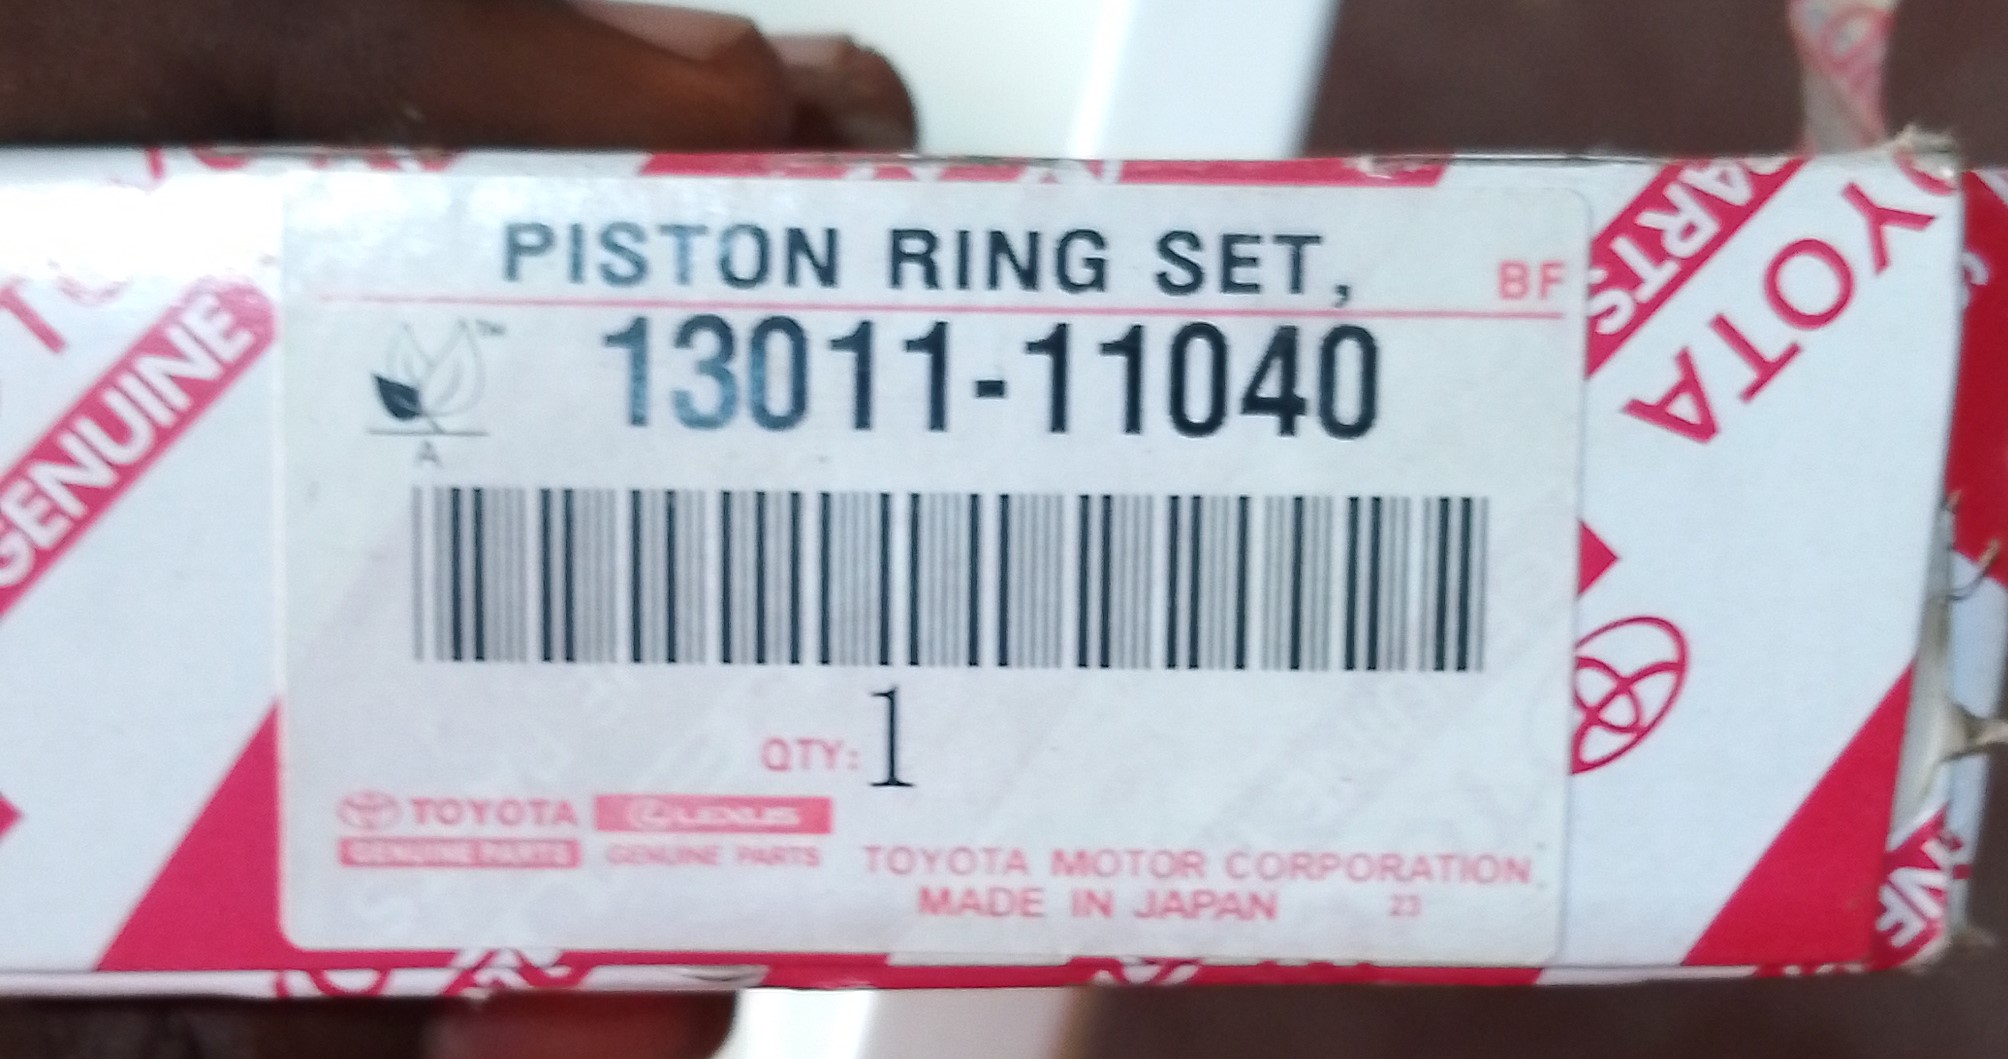 PISTON RING SET,
BF
13011-11040
TM
A
QTY: 1
TOYOTA
GENUINE PARTS
LEXUS
GENUINE PARTS
TOYOTA MOTOR CORPORATION.
MADE IN JAPAN 23
GENUINE
PARTS
TOYOTA